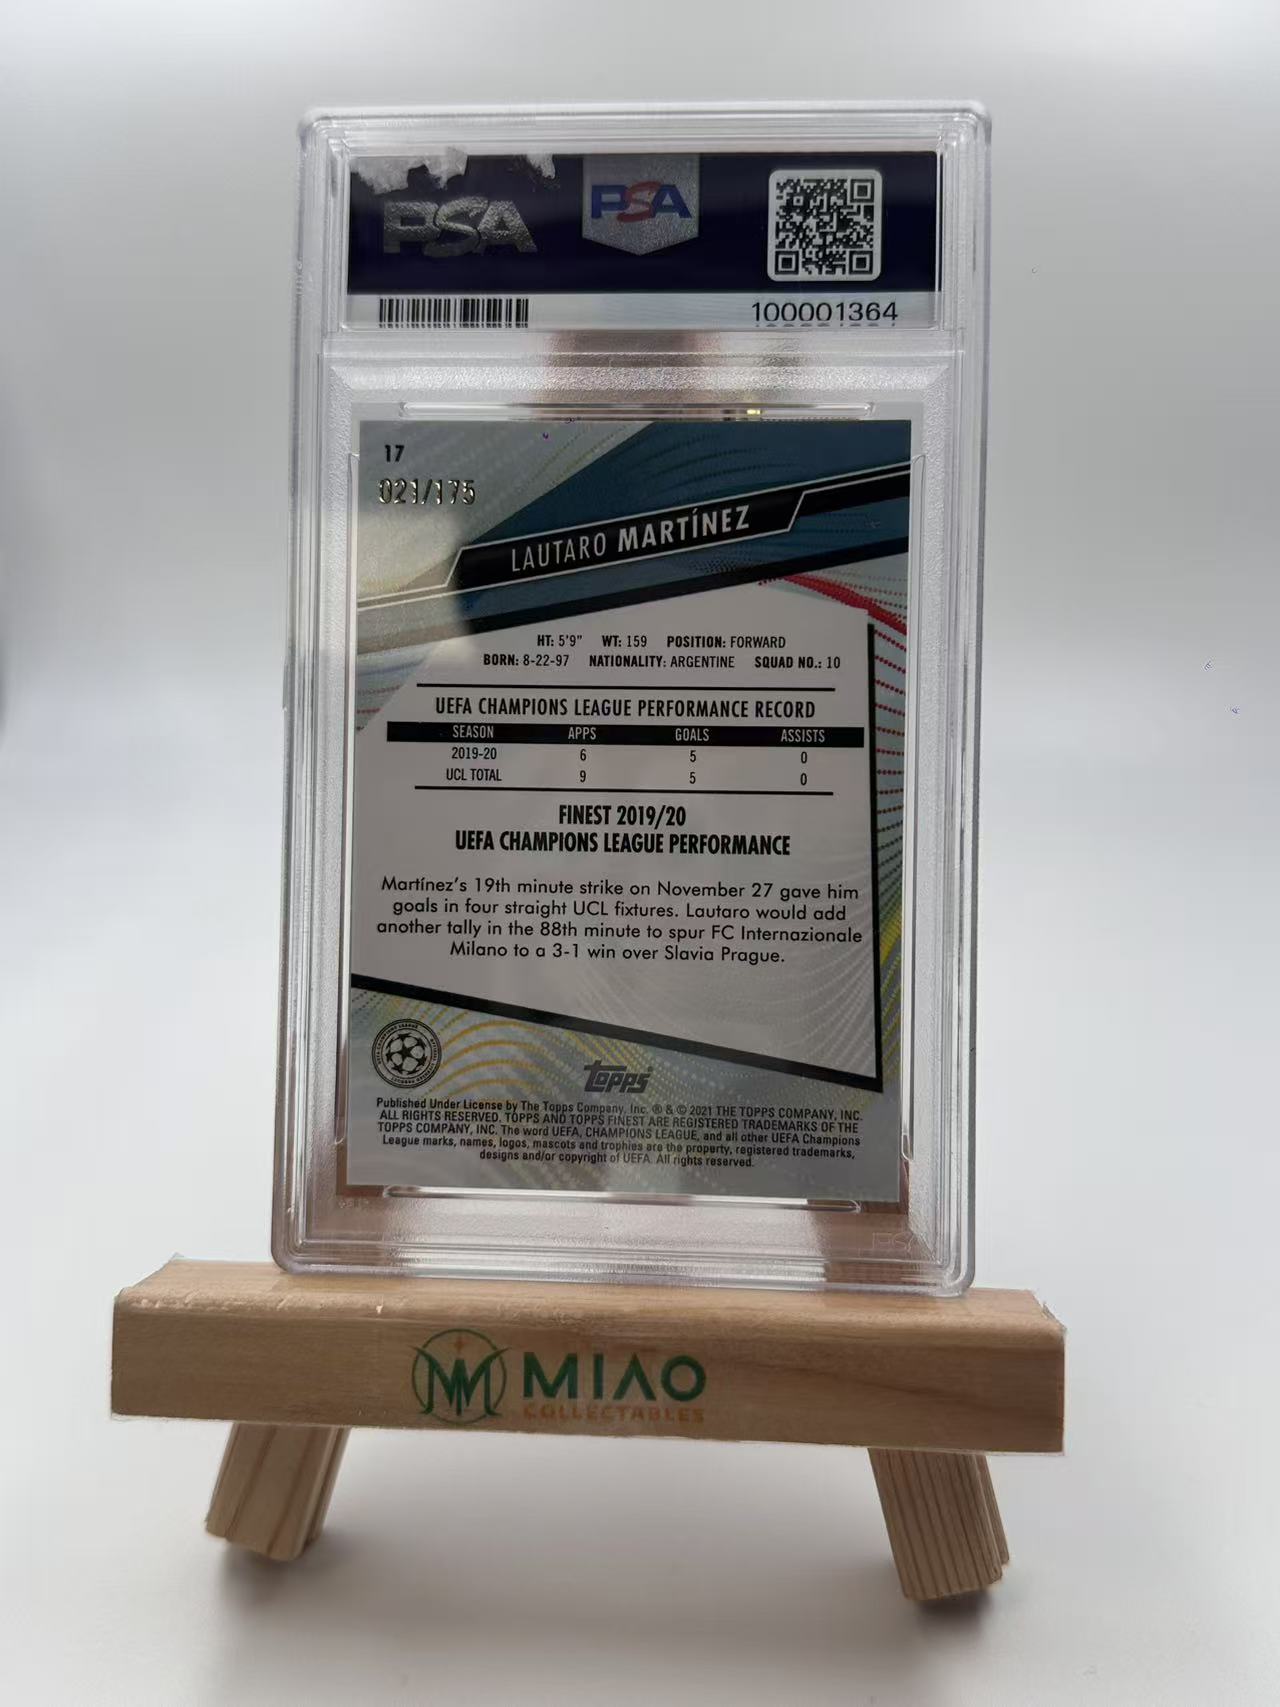 PSA
PSA
100001364
17
021/175
LAUTARO MARTÍNEZ
HT: 5'9" WT: 159 POSITION: FORWARD
BORN: 8-22-97 NATIONALITY: ARGENTINE SQUAD NO.: 10
UEFA CHAMPIONS LEAGUE PERFORMANCE RECORD
SEASON APPS GOALS ASSISTS
2019-20 6 5 0
UCL TOTAL 9 5 0
FINEST 2019/20
UEFA CHAMPIONS LEAGUE PERFORMANCE
Martínez's 19th minute strike on November 27 gave him
goals in four straight UCL fixtures. Lautaro would add
another tally in the 88th minute to spur FC Internazionale
Milano to a 3-1 win over Slavia Prague.
Topps
Published Under License by The Topps Company, Inc. ® & © 2021 THE TOPPS COMPANY, INC.
ALL RIGHTS RESERVED. TOPPS AND TOPPS FINEST ARE REGISTERED TRADEMARKS OF THE
TOPPS COMPANY, INC. The word UEFA, CHAMPIONS LEAGUE, and all other UEFA Champions
League marks, names, logos, mascots and trophies are the property, registered trademarks,
designs and/or copyright of UEFA. All rights reserved.
PSA
MIAO
COLLECTABLES